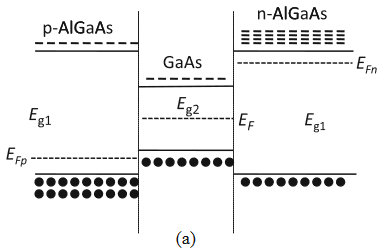 p-AlGaAs
n-AlGaAs
GaAs
E_Fn
E_g1
E_g2
E_F
E_g1
E_Fp
(a)